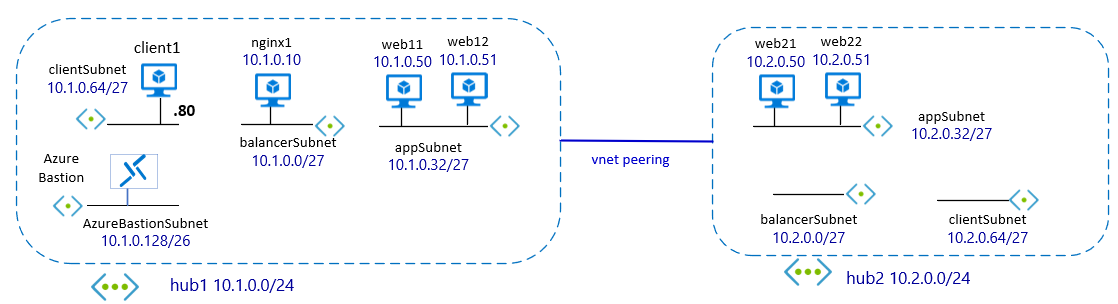 client1
clientSubnet
10.1.0.64/27
.80
nginx1
10.1.0.10
balancerSubnet
10.1.0.0/27
web11
10.1.0.50
web12
10.1.0.51
appSubnet
10.1.0.32/27
Azure
Bastion
AzureBastionSubnet
10.1.0.128/26
hub1 10.1.0.0/24
vnet peering
web21
10.2.0.50
web22
10.2.0.51
appSubnet
10.2.0.32/27
balancerSubnet
10.2.0.0/27
clientSubnet
10.2.0.64/27
hub2 10.2.0.0/24